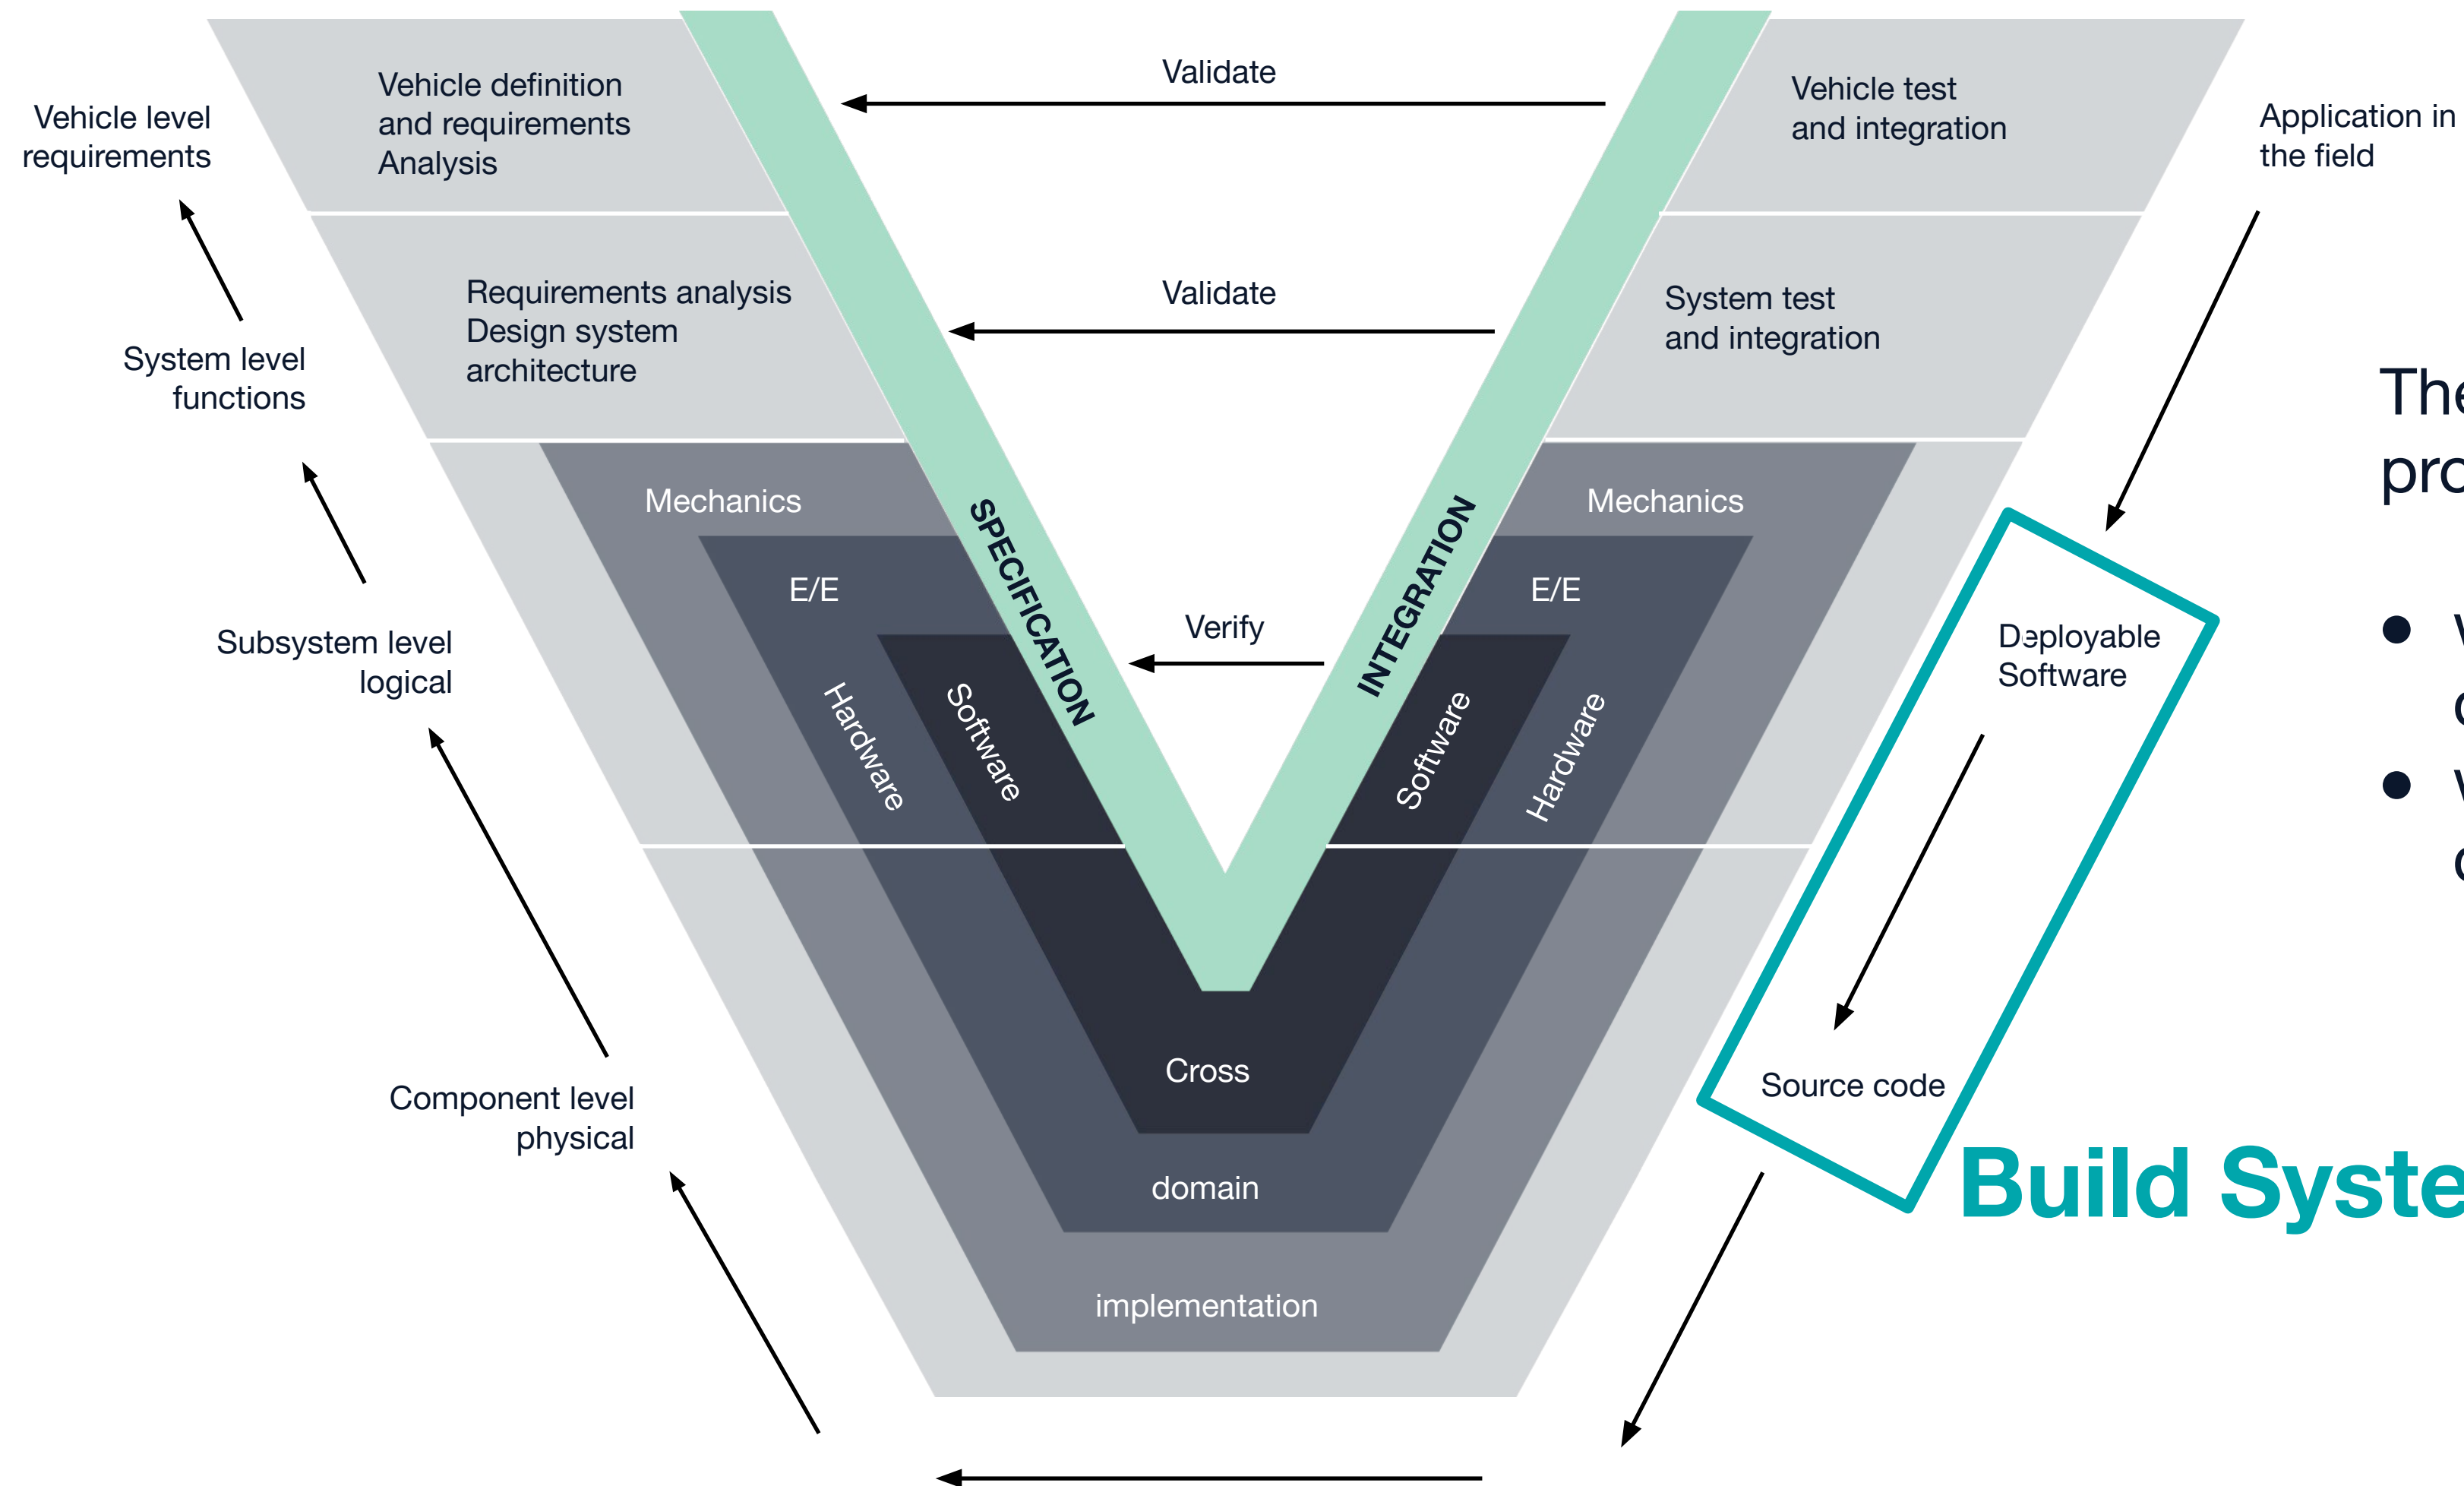 Vehicle definition
and requirements
Analysis
Validate
Vehicle test
and integration
Vehicle level
requirements
Application in
the field
Requirements analysis
Design system
architecture
Validate
System test
and integration
System level
functions
The
Mechanics
Mechanics
SPECIFICATION
INTEGRATION
E/E
E/E
Verify
Subsystem level
logical
Hardware
Software
Software
Hardware
Deployable
Software
Cross
Source code
Component level
physical
domain
Build Syste
implementation